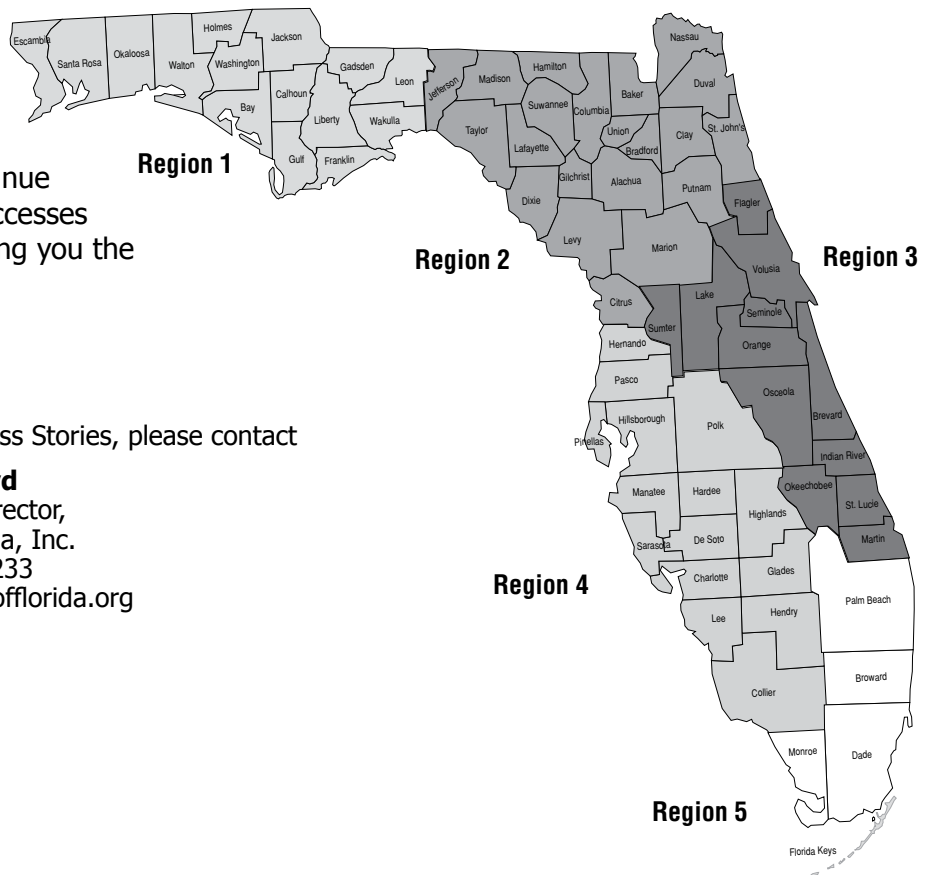 Escambia
Santa Rosa
Okaloosa
Walton
Holmes
Washington
Jackson
Bay
Calhoun
Gulf
Liberty
Gadsden
Franklin
Leon
Wakulla
Region 1
Jefferson
Madison
Taylor
Hamilton
Suwannee
Lafayette
Dixie
Columbia
Gilchrist
Levy
Baker
Union
Bradford
Alachua
Marion
Citrus
Nassau
Duval
Clay
St. John's
Putnam
Region 2
Flagler
Volusia
Lake
Sumter
Seminole
Orange
Osceola
Brevard
Indian River
Okeechobee
St. Lucie
Martin
Region 3
Hernando
Pasco
Pinellas
Hillsborough
Polk
Manatee
Hardee
Highlands
Sarasota
De Soto
Charlotte
Glades
Lee
Hendry
Collier
Region 4
Palm Beach
Broward
Monroe
Dade
Region 5
Florida Keys
nue
ccesses
ng you the
ss Stories, please contact
rd
rector,
a, Inc.
233
offlorida.org